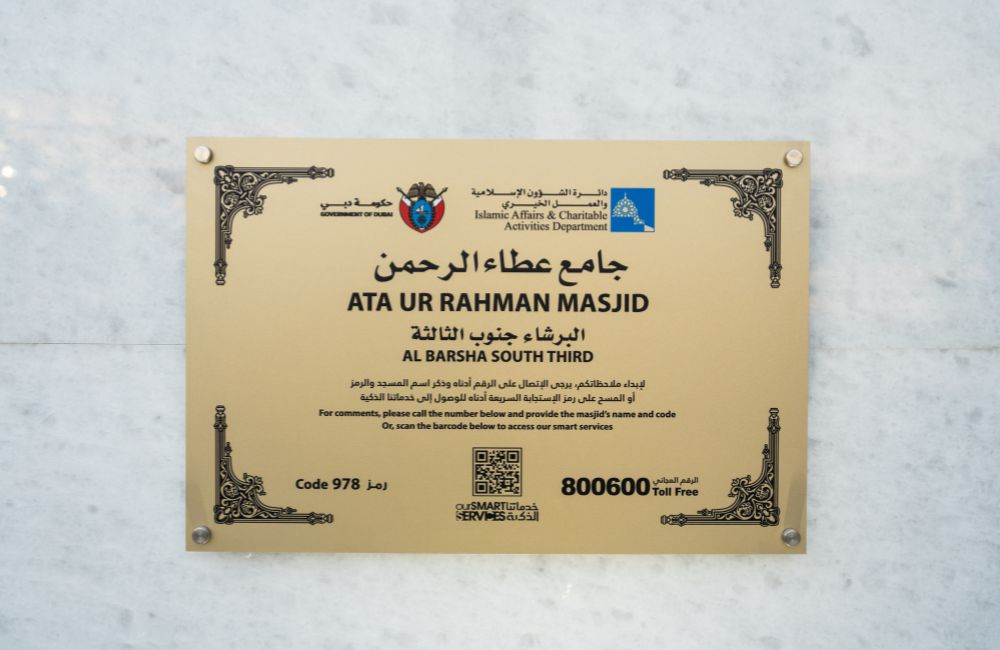 حكومة دبي
GOVERNMENT OF DUBAI
دائرة الشؤون الإسلامية
والعمل الخيري
Islamic Affairs & Charitable
Activities Department
جامع عطاء الرحمن
ATA UR RAHMAN MASJID
البرشاء جنوب الثالثة
AL BARSHA SOUTH THIRD
لإبداء ملاحظاتكم، يرجى الإتصال على الرقم أدناه وذكر اسم المسجد والرمز
أو المسح على رمز الإستجابة السريعة أدناه للوصول إلى خدماتنا الذكية
For comments, please call the number below and provide the masjid's name and code
Or, scan the barcode below to access our smart services
Code 978 رمز
800600
الرقم المجاني
Toll Free
ourSMART خدماتنا
SERVICES الذكية